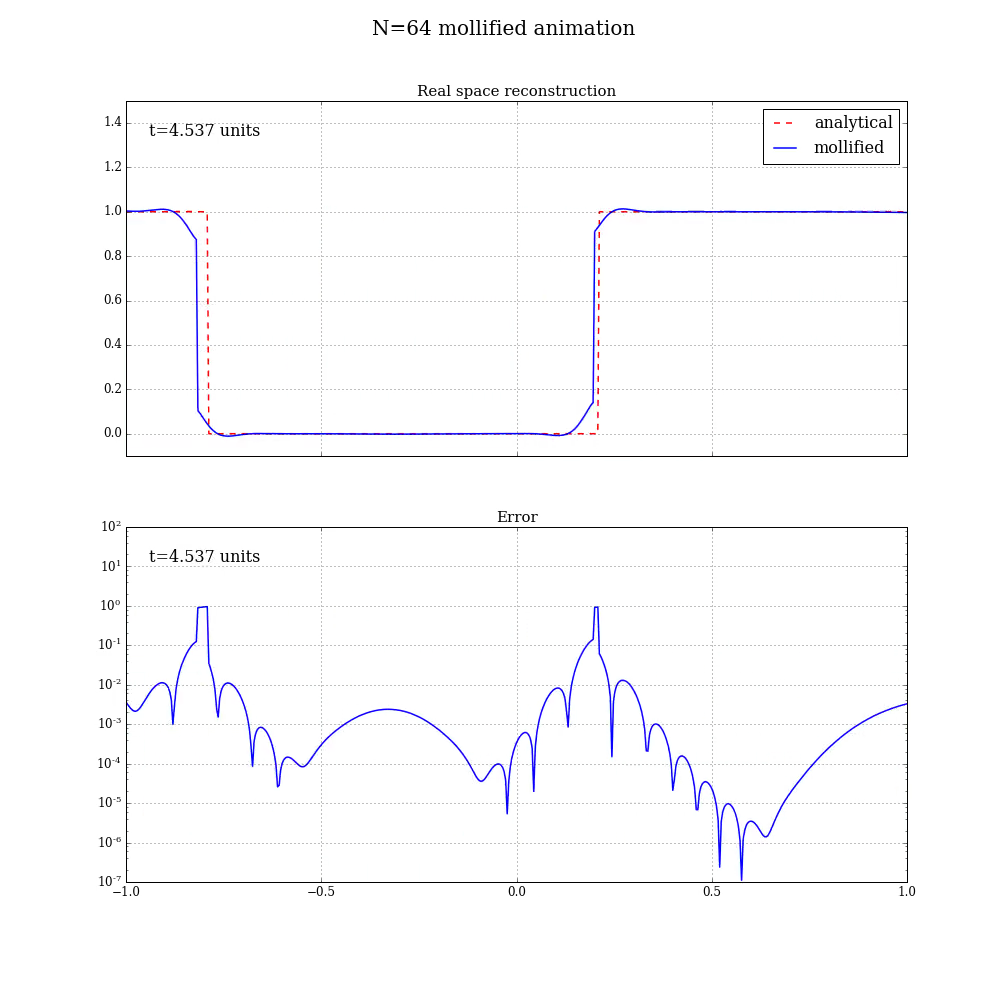 N=64 mollified animation
Real space reconstruction
t=4.537 units
analytical
mollified
1.4
1.2
1.0
0.8
0.6
0.4
0.2
0.0
Error
t=4.537 units
10²
10¹
10⁰
10⁻¹
10⁻²
10⁻³
10⁻⁴
10⁻⁵
10⁻⁶
10⁻⁷
−1.0 −0.5 0.0 0.5 1.0